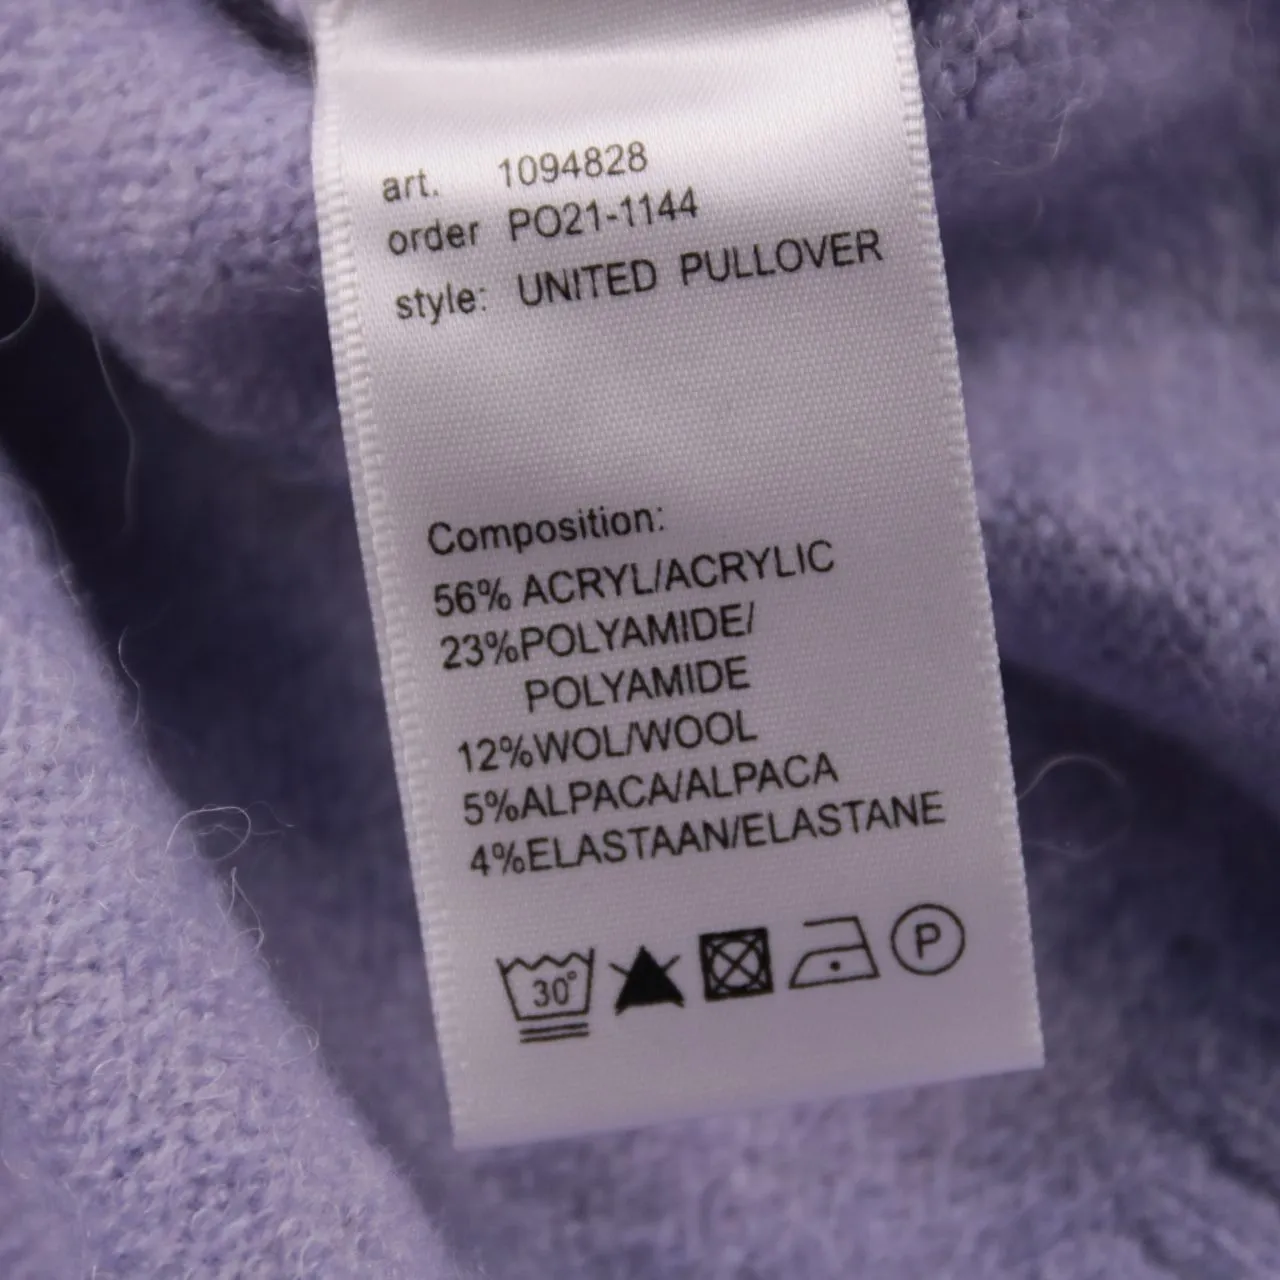 art. 1094828
order PO21-1144
style: UNITED PULLOVER
Composition:
56% ACRYL/ACRYLIC
23%POLYAMIDE/
POLYAMIDE
12%WOL/WOOL
5%ALPACA/ALPACA
4%ELASTAAN/ELASTANE
30° P